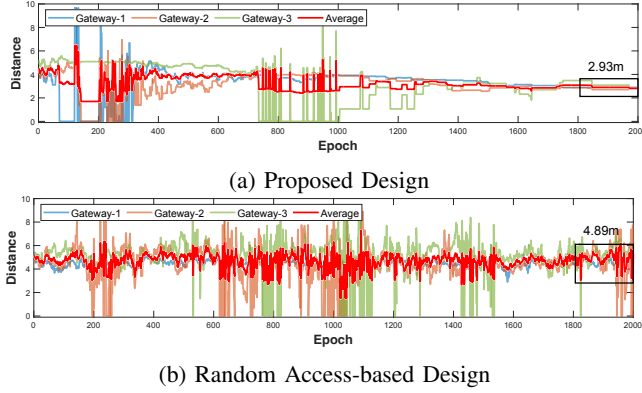 10
8
6
4
2
0
Distance
Gateway-1 Gateway-2 Gateway-3 Average
2.93m
0 200 400 600 800 1000 1200 1400 1600 1800 2000
Epoch
(a) Proposed Design
10
8
6
4
2
0
Distance
Gateway-1 Gateway-2 Gateway-3 Average
4.89m
0 200 400 600 800 1000 1200 1400 1600 1800 2000
Epoch
(b) Random Access-based Design